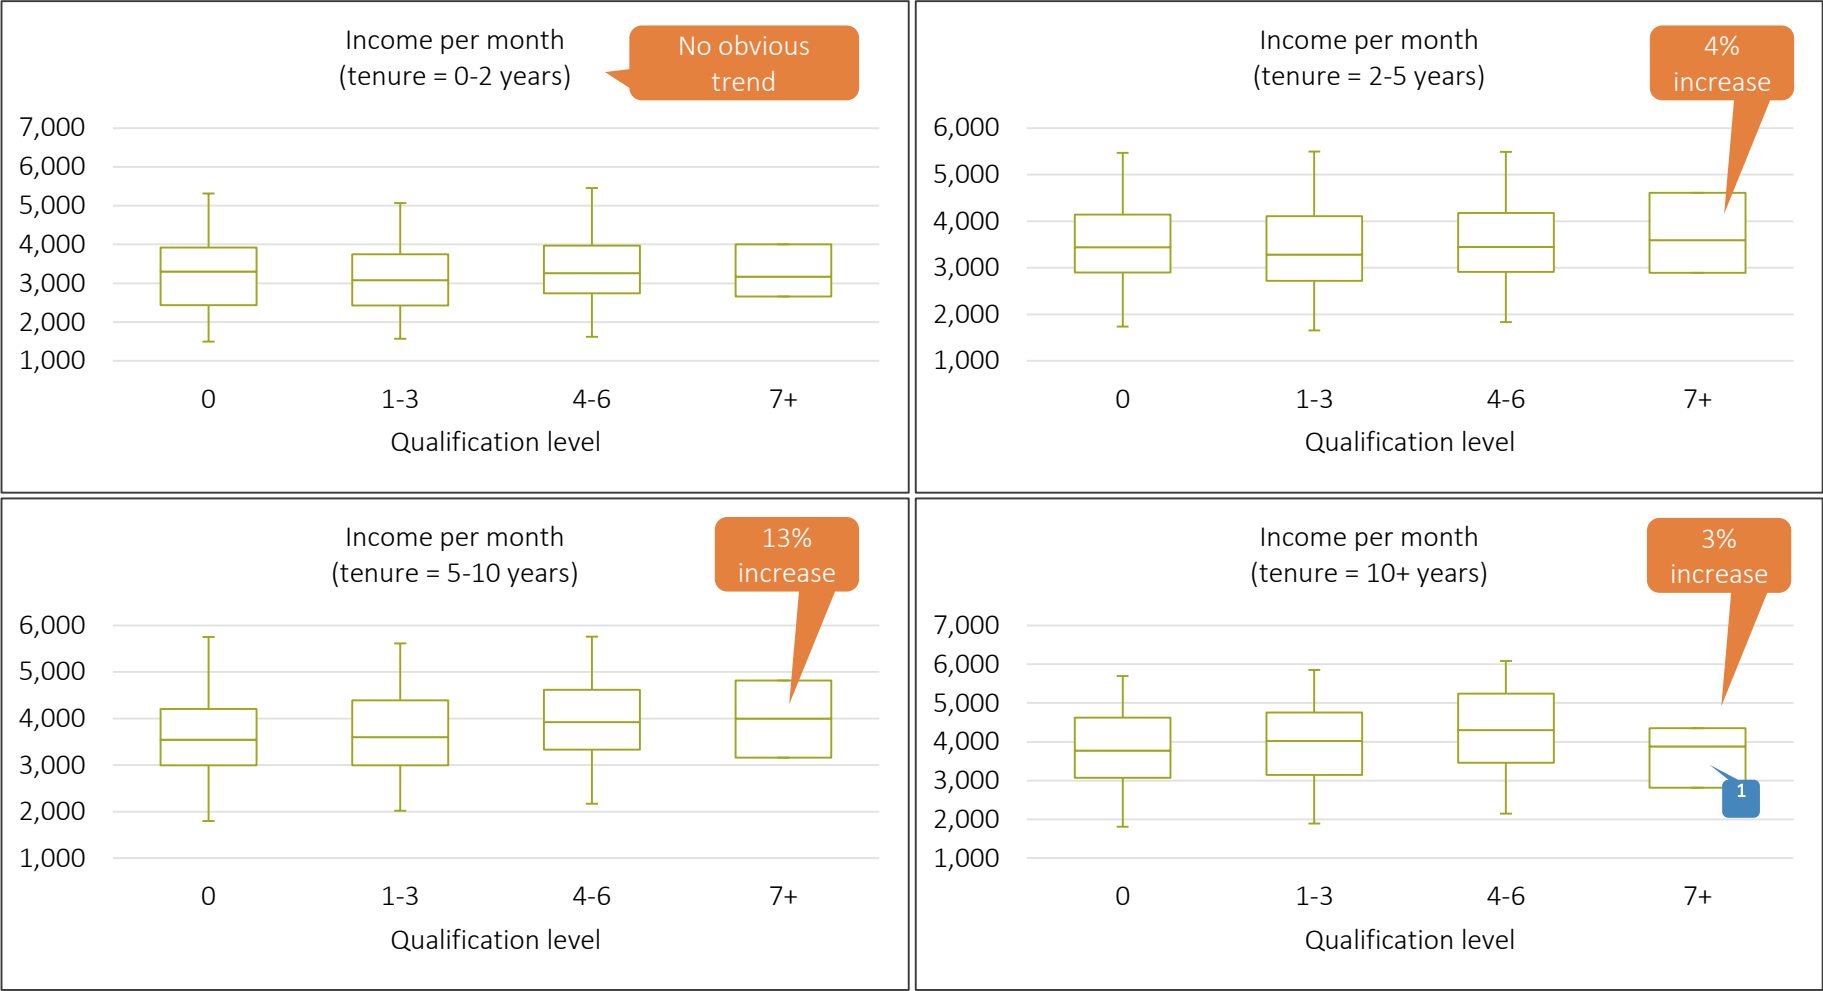 Income per month
(tenure = 0-2 years)
No obvious
trend
7,000
6,000
5,000
4,000
3,000
2,000
1,000
0
1-3
4-6
7+
Qualification level
Income per month
(tenure = 2-5 years)
4%
increase
6,000
5,000
4,000
3,000
2,000
1,000
0
1-3
4-6
7+
Qualification level
Income per month
(tenure = 5-10 years)
13%
increase
6,000
5,000
4,000
3,000
2,000
1,000
0
1-3
4-6
7+
Qualification level
Income per month
(tenure = 10+ years)
3%
increase
7,000
6,000
5,000
4,000
3,000
2,000
1,000
1
0
1-3
4-6
7+
Qualification level